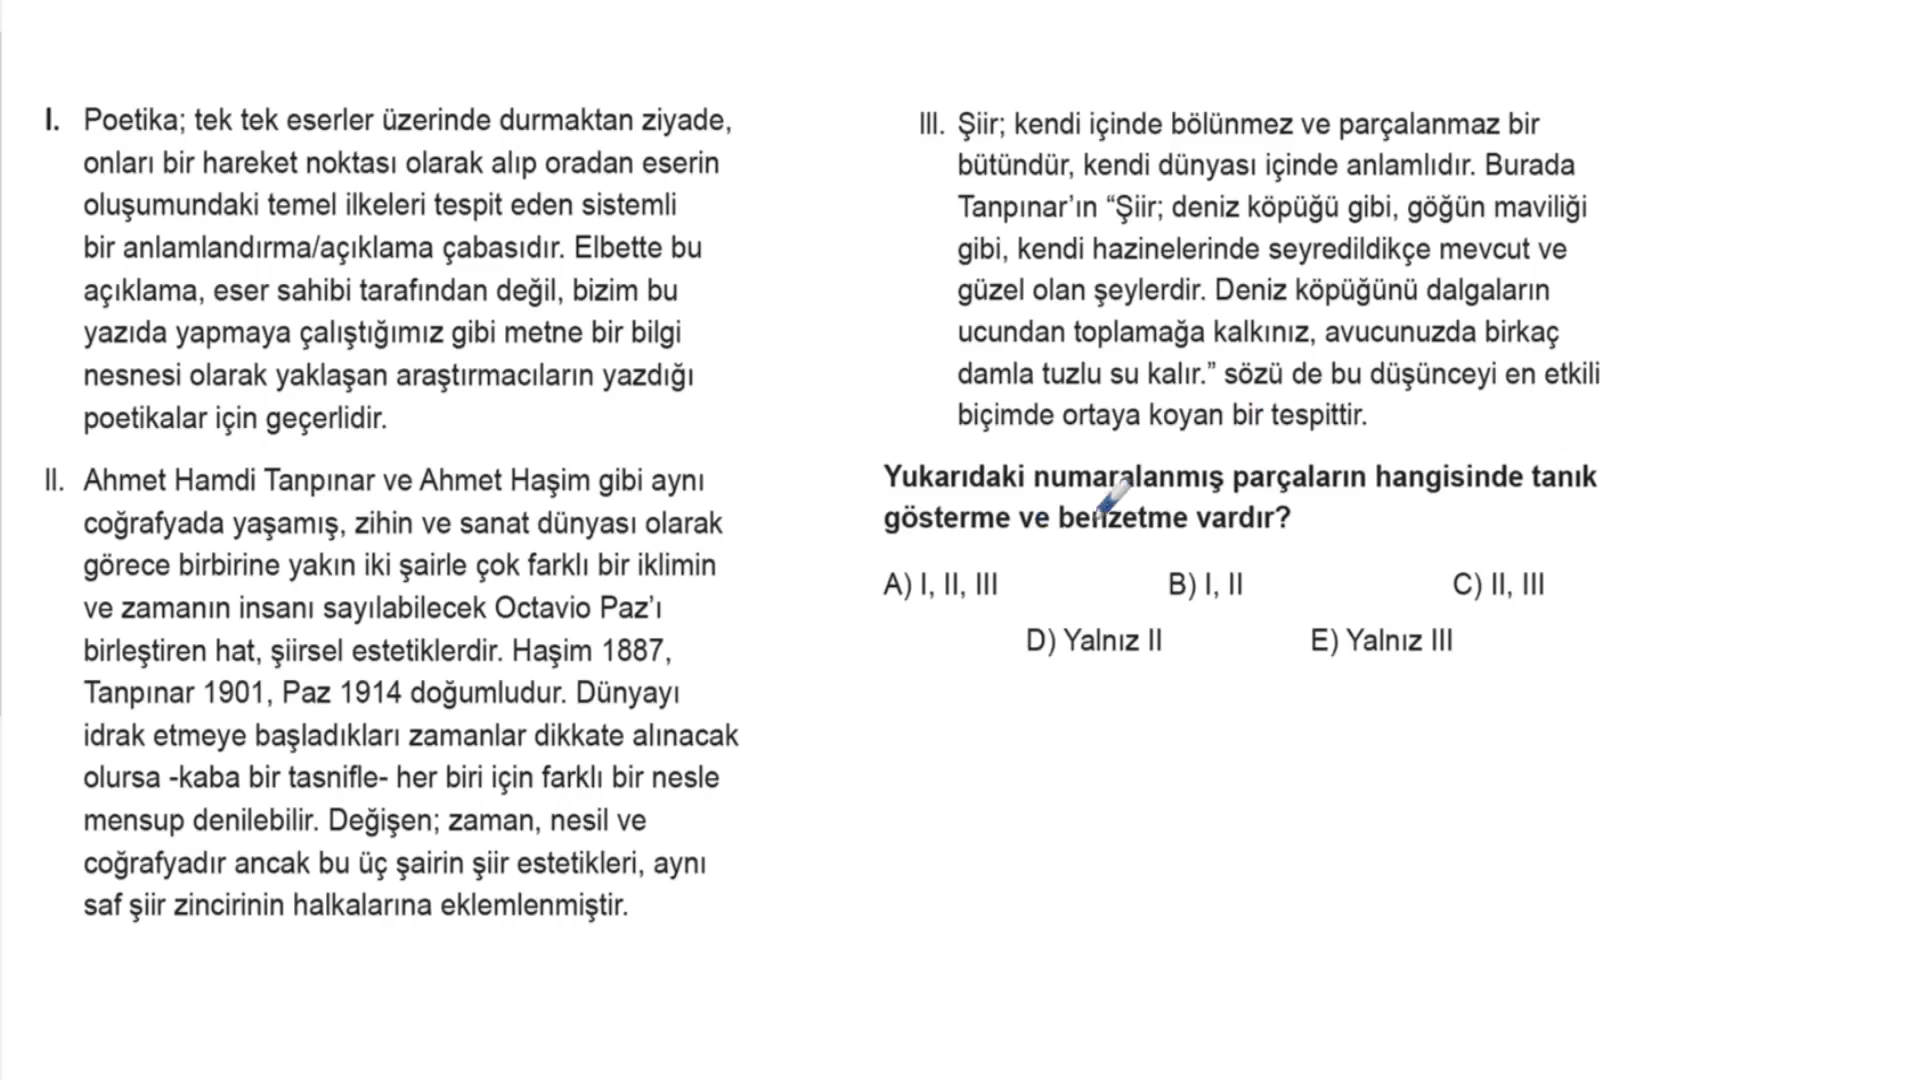 I. Poetika; tek tek eserler üzerinde durmaktan ziyade,
onları bir hareket noktası olarak alıp oradan eserin
oluşumundaki temel ilkeleri tespit eden sistemli
bir anlamlandırma/açıklama çabasıdır. Elbette bu
açıklama, eser sahibi tarafından değil, bizim bu
yazıda yapmaya çalıştığımız gibi metne bir bilgi
nesnesi olarak yaklaşan araştırmacıların yazdığı
poetikalar için geçerlidir.
II. Ahmet Hamdi Tanpınar ve Ahmet Haşim gibi aynı
coğrafyada yaşamış, zihin ve sanat dünyası olarak
görece birbirine yakın iki şairle çok farklı bir iklimin
ve zamanın insanı sayılabilecek Octavio Paz’ı
birleştiren hat, şiirsel estetiklerdir. Haşim 1887,
Tanpınar 1901, Paz 1914 doğumludur. Dünyayı
idrak etmeye başladıkları zamanlar dikkate alınacak
olursa -kaba bir tasnifle- her biri için farklı bir nesle
mensup denilebilir. Değişen; zaman, nesil ve
coğrafyadır ancak bu üç şairin şiir estetikleri, aynı
saf şiir zincirinin halkalarına eklemlenmiştir.
III. Şiir; kendi içinde bölünmez ve parçalanmaz bir
bütündür, kendi dünyası içinde anlamlıdır. Burada
Tanpınar’ın “Şiir; deniz köpüğü gibi, göğün maviliği
gibi, kendi hazinelerinde seyredildikçe mevcut ve
güzel olan şeylerdir. Deniz köpüğünü dalgaların
ucundan toplamağa kalkınız, avucunuzda birkaç
damla tuzlu su kalır.” sözü de bu düşünceyi en etkili
biçimde ortaya koyan bir tespittir.
Yukarıdaki numaralanmış parçaların hangisinde tanık
gösterme ve benzetme vardır?
A) I, II, III B) I, II C) II, III
D) Yalnız II E) Yalnız III